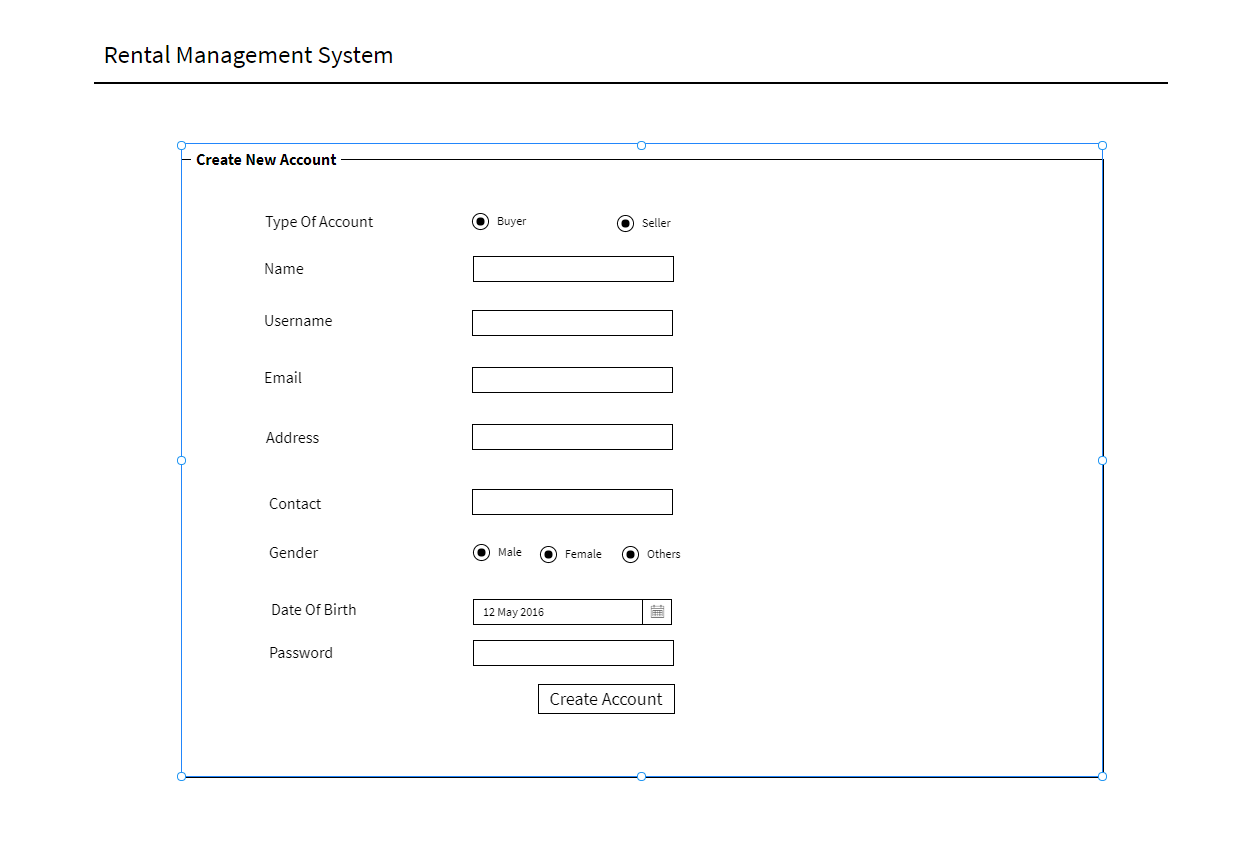 Rental Management System
Create New Account
Type Of Account Buyer Seller
Name
Username
Email
Address
Contact
Gender Male Female Others
Date Of Birth 12 May 2016
Password
Create Account